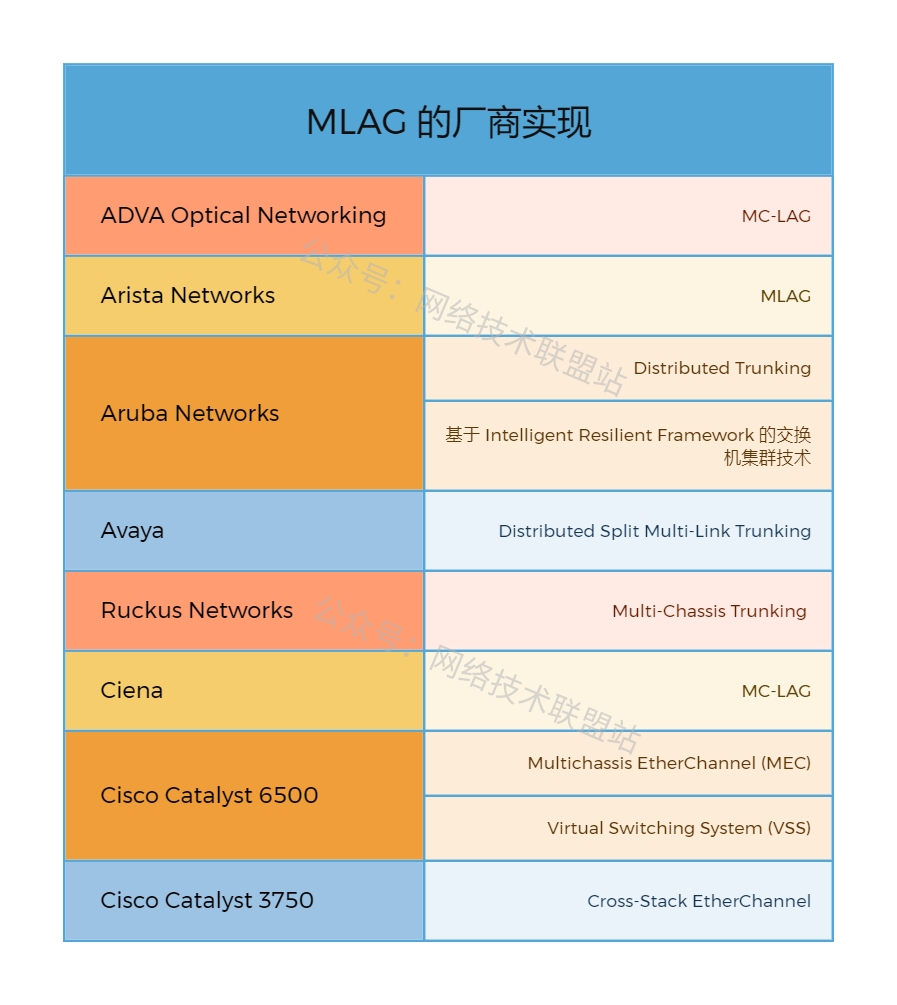 MLAG 的厂商实现
ADVA Optical Networking
MC-LAG
Arista Networks
MLAG
Aruba Networks
Distributed Trunking
基于 Intelligent Resilient Framework 的交换
机集群技术
Avaya
Distributed Split Multi-Link Trunking
Ruckus Networks
Multi-Chassis Trunking
Ciena
MC-LAG
Cisco Catalyst 6500
Multichassis EtherChannel (MEC)
Virtual Switching System (VSS)
Cisco Catalyst 3750
Cross-Stack EtherChannel
公众号：网络技术联盟站
公众号：网络技术联盟站